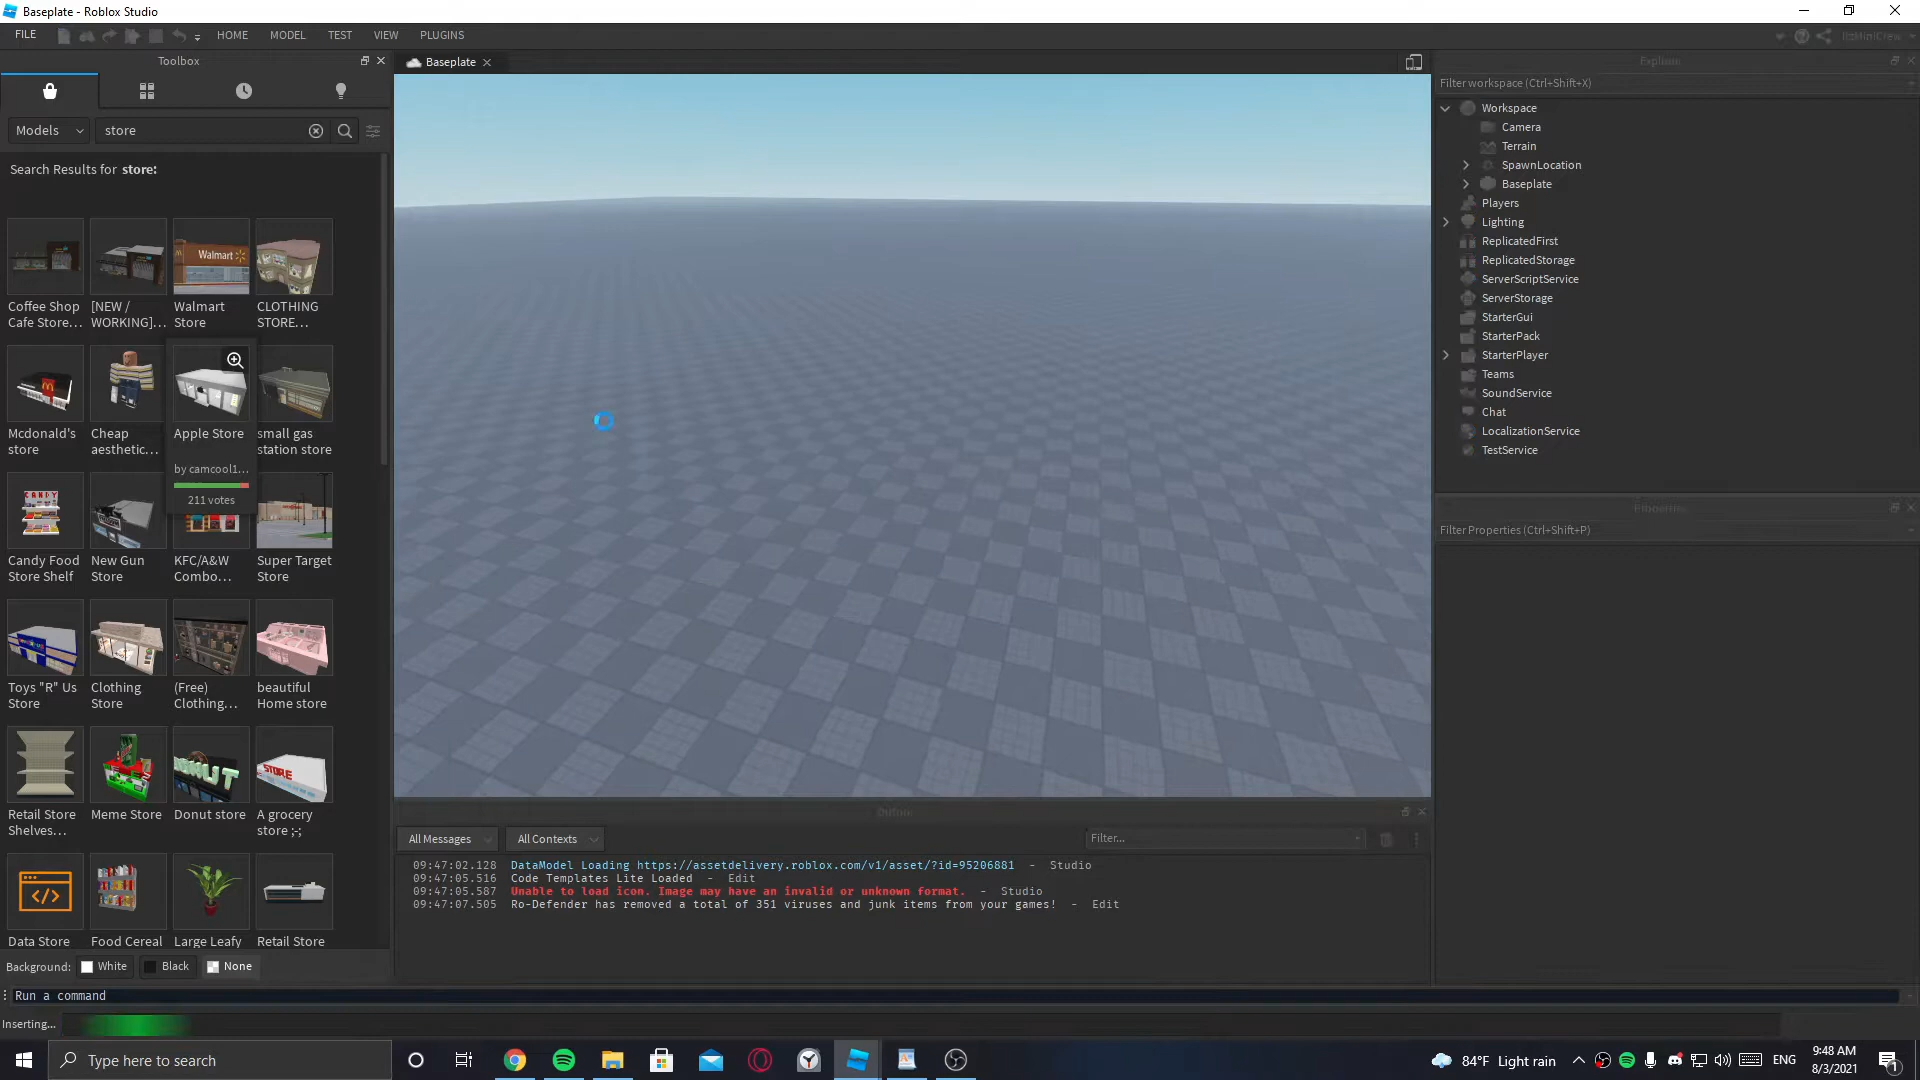 Baseplate - Roblox Studio
FILE
HOME
MODEL
TEST
VIEW
PLUGINS
ItzMiniCrew
Toolbox
Models
store
Search Results for store:
Coffee Shop
Cafe Store...
[NEW /
WORKING]...
Walmart
Walmart
Store
CLOTHING
STORE...
Mcdonald's
store
Cheap
aesthetic...
Apple Store
by camcool1...
211 votes
small gas
station store
CANDY
Candy Food
Store Shelf
New Gun
Store
KFC/A&W
Combo...
Super Target
Store
Toys "R" Us
Store
Clothing
Store
(Free)
Clothing...
beautiful
Home store
Retail Store
Shelves...
Meme Store
DONUT
Donut store
STORE
A grocery
store ;-;
Data Store
Food Cereal
Large Leafy
Retail Store
Background:
White
Black
None
Run a command
Inserting...
Baseplate
Output
All Messages
All Contexts
Filter...
09:47:02.128 DataModel Loading https://assetdelivery.roblox.com/v1/asset/?id=95206881 - Studio
09:47:05.516 Code Templates Lite Loaded - Edit
09:47:05.587 Unable to load icon. Image may have an invalid or unknown format. - Studio
09:47:07.505 Ro-Defender has removed a total of 351 viruses and junk items from your games! - Edit
Explorer
Filter workspace (Ctrl+Shift+X)
Workspace
Camera
Terrain
SpawnLocation
Baseplate
Players
Lighting
ReplicatedFirst
ReplicatedStorage
ServerScriptService
ServerStorage
StarterGui
StarterPack
StarterPlayer
Teams
SoundService
Chat
LocalizationService
TestService
Properties
Filter Properties (Ctrl+Shift+P)
Type here to search
84°F Light rain
ENG
9:48 AM
8/3/2021
1